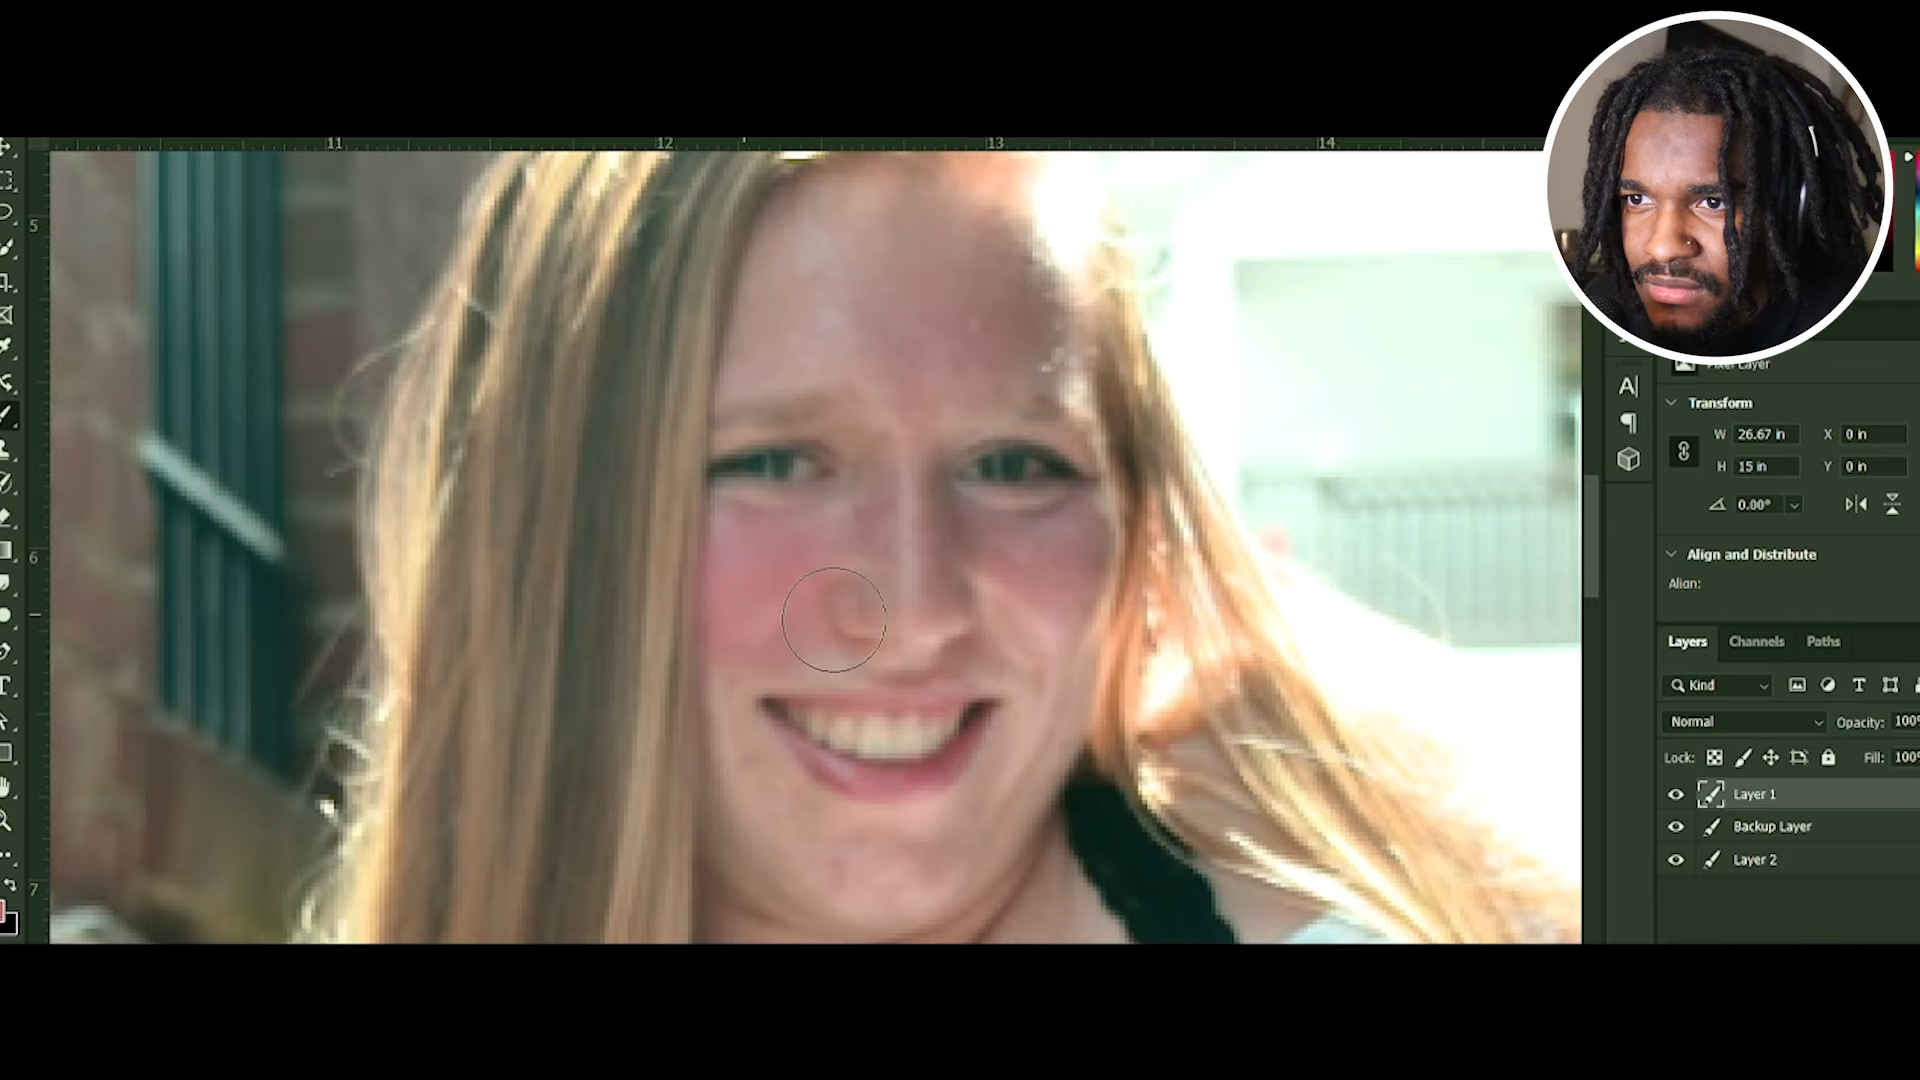 11 12 13 14
5
6
7
Pixel Layer
Transform
W 26.67 in X 0 in
H 15 in Y 0 in
0.00°
Align and Distribute
Align:
Layers Channels Paths
Kind
Normal Opacity: 100%
Lock: Fill: 100%
Layer 1
Backup Layer
Layer 2